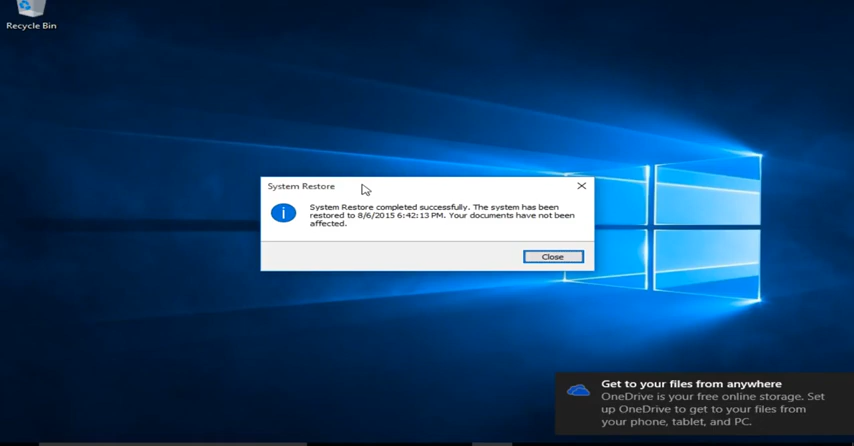 Recycle Bin
System Restore
System Restore completed successfully. The system has been
restored to 8/6/2015 6:42:13 PM. Your documents have not been
affected.
Close
Get to your files from anywhere
OneDrive is your free online storage. Set
up OneDrive to get to your files from
your phone, tablet, and PC.